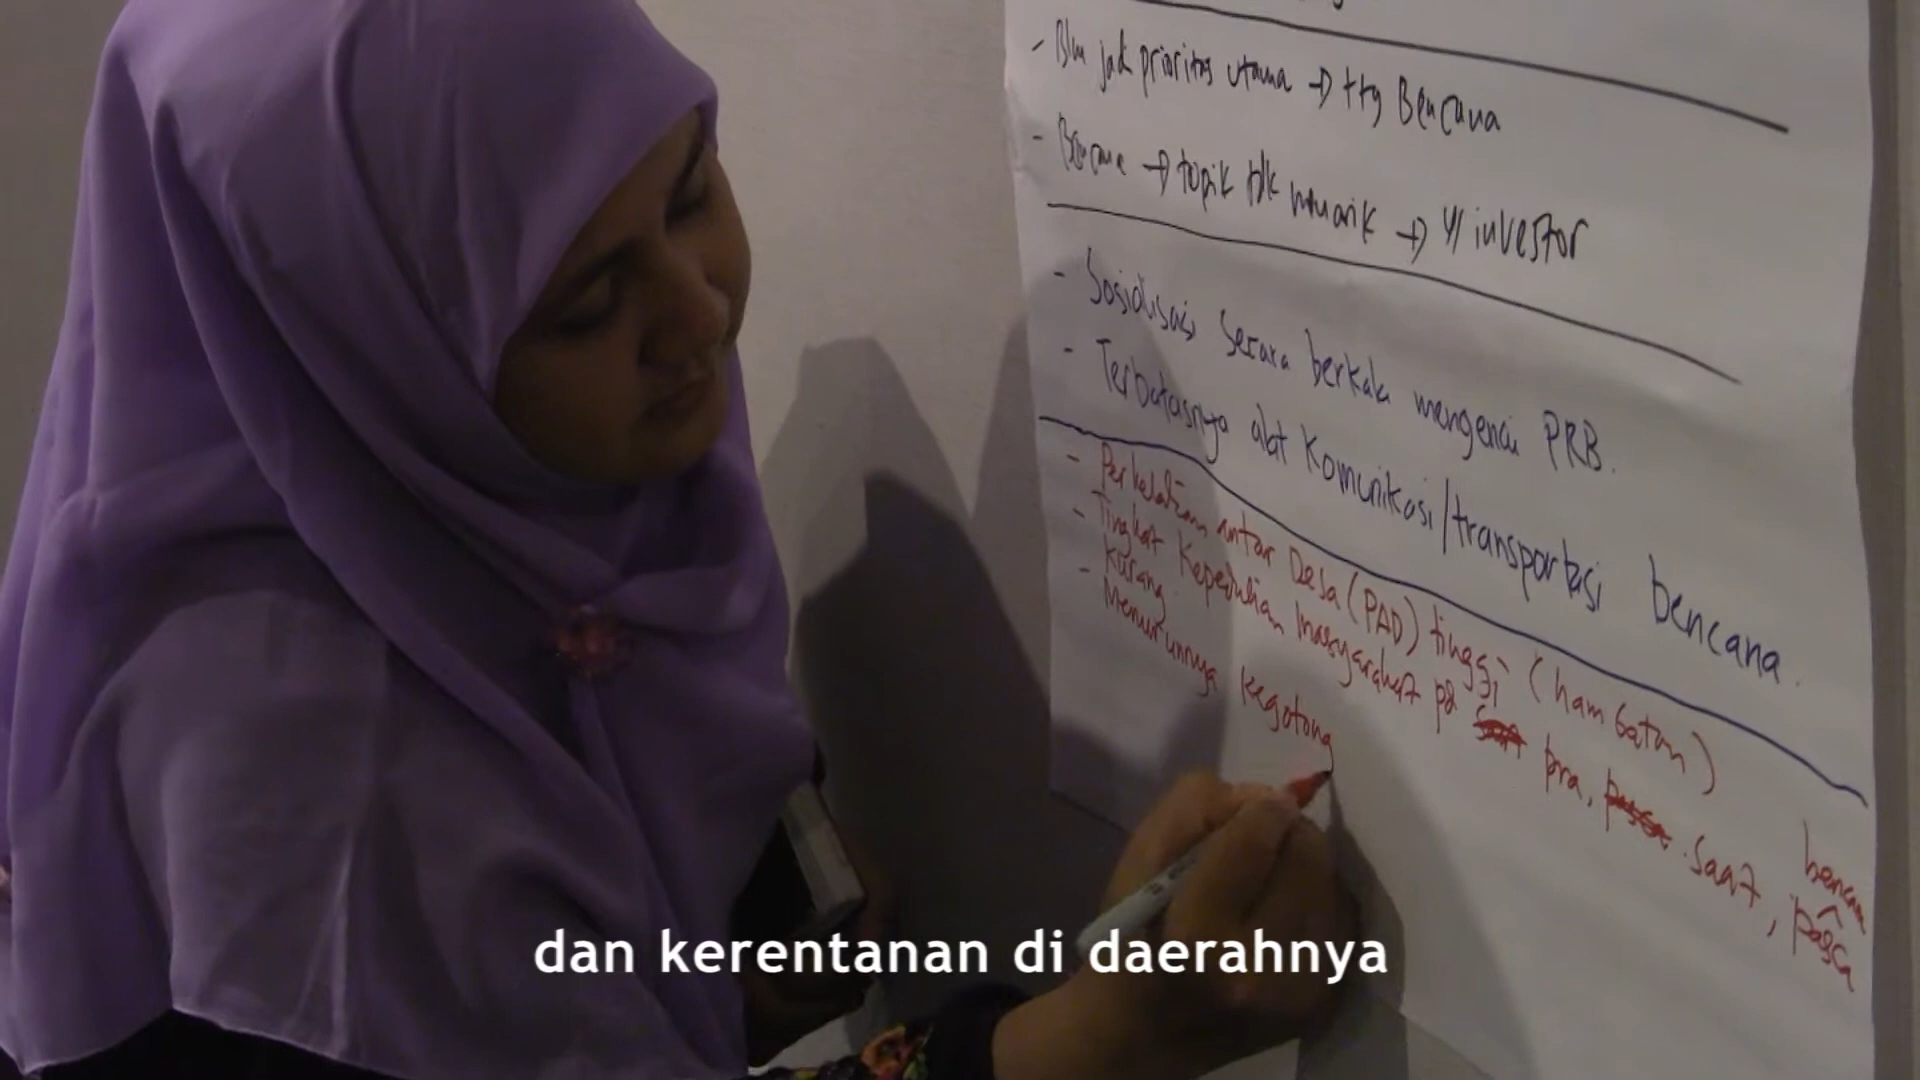 - Blm jadi prioritas utama → ttg Bencana
- Bencana → topik tdk menarik → u/ investor
- Sosialisasi secara berkala mengenai PRB.
- Terbatasnya alat komunikasi/transportasi bencana.
- antar Desa (PAD) tinggi (hambatan)
- Tingkat kepedulian masyarakat pd pra, saat, pasca bencana
kurang
- Menurunnya kegotong
dan kerentanan di daerahnya